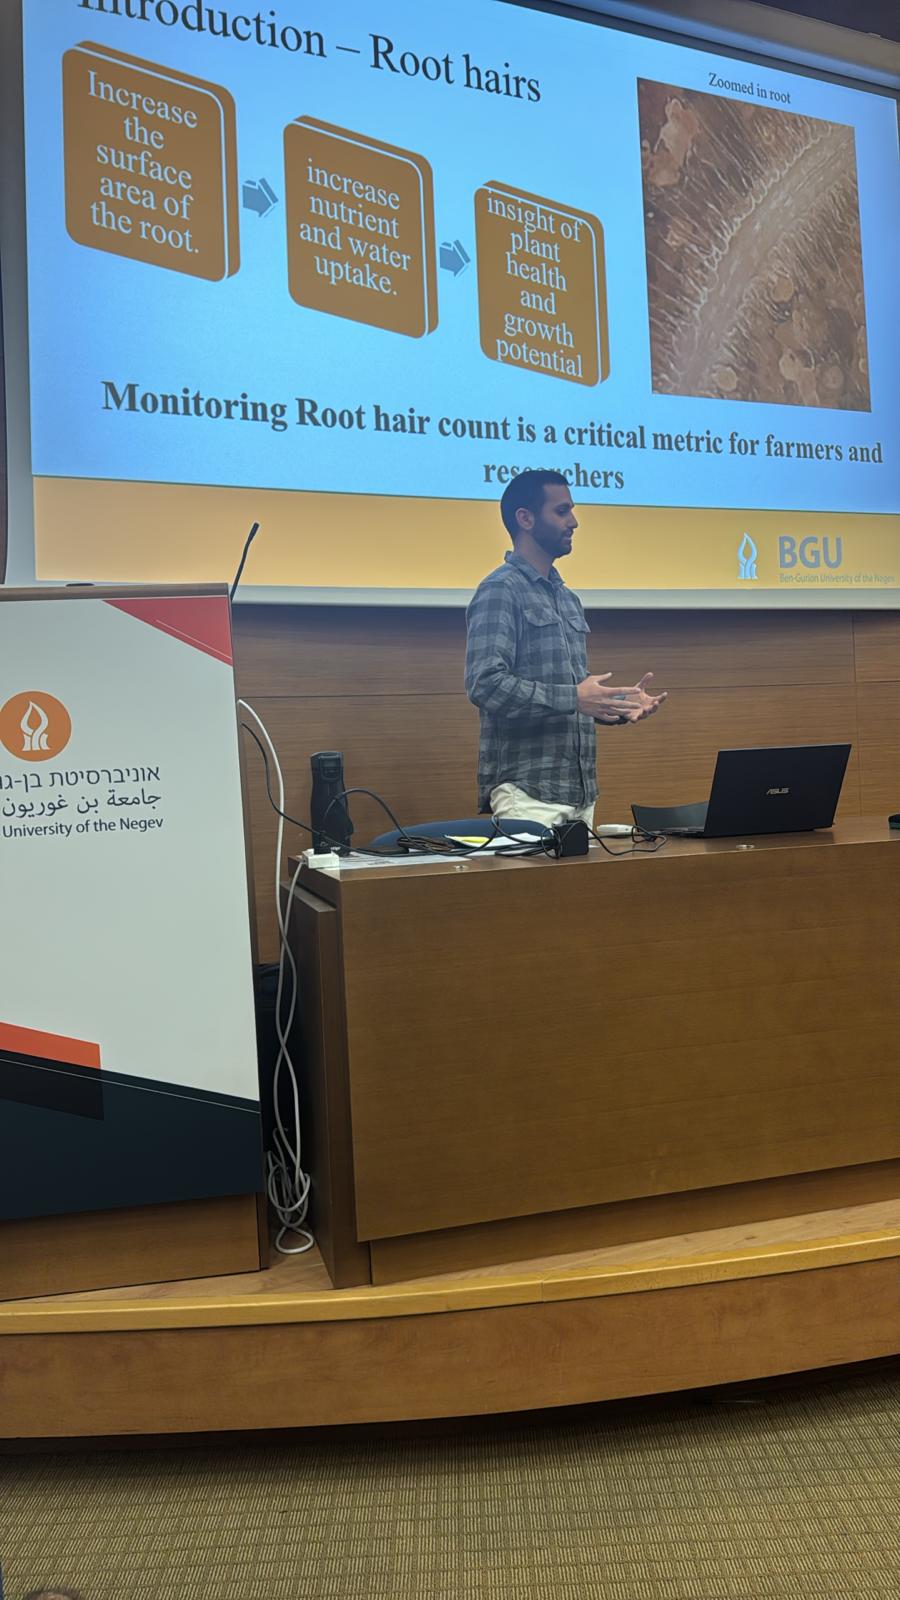 Introduction – Root hairs
Increase
the
surface
area of
the root.
increase
nutrient
and water
uptake.
insight of
plant
health
and
growth
potential
Zoomed in root
Monitoring Root hair count is a critical metric for farmers and
researchers
BGU
Ben-Gurion University of the Negev
אוניברסיטת בן-גו
جامعة بن غوريون
University of the Negev
ASUS